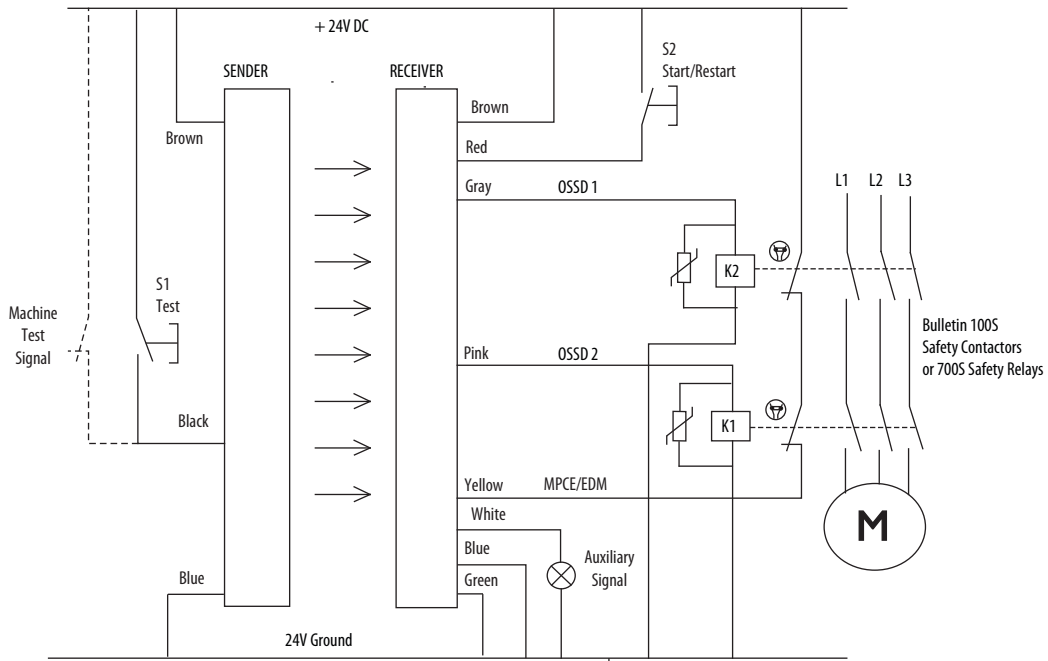 + 24V DC
SENDER
RECEIVER
S2
Start/Restart
Brown
Brown
Red
Gray
OSSD 1
L1
L2
L3
K2
S1
Test
Machine
Test
Signal
Bulletin 100S
Safety Contactors
or 700S Safety Relays
Pink
OSSD 2
K1
Black
Yellow
MPCE/EDM
White
M
Blue
Auxiliary
Signal
Blue
Green
24V Ground